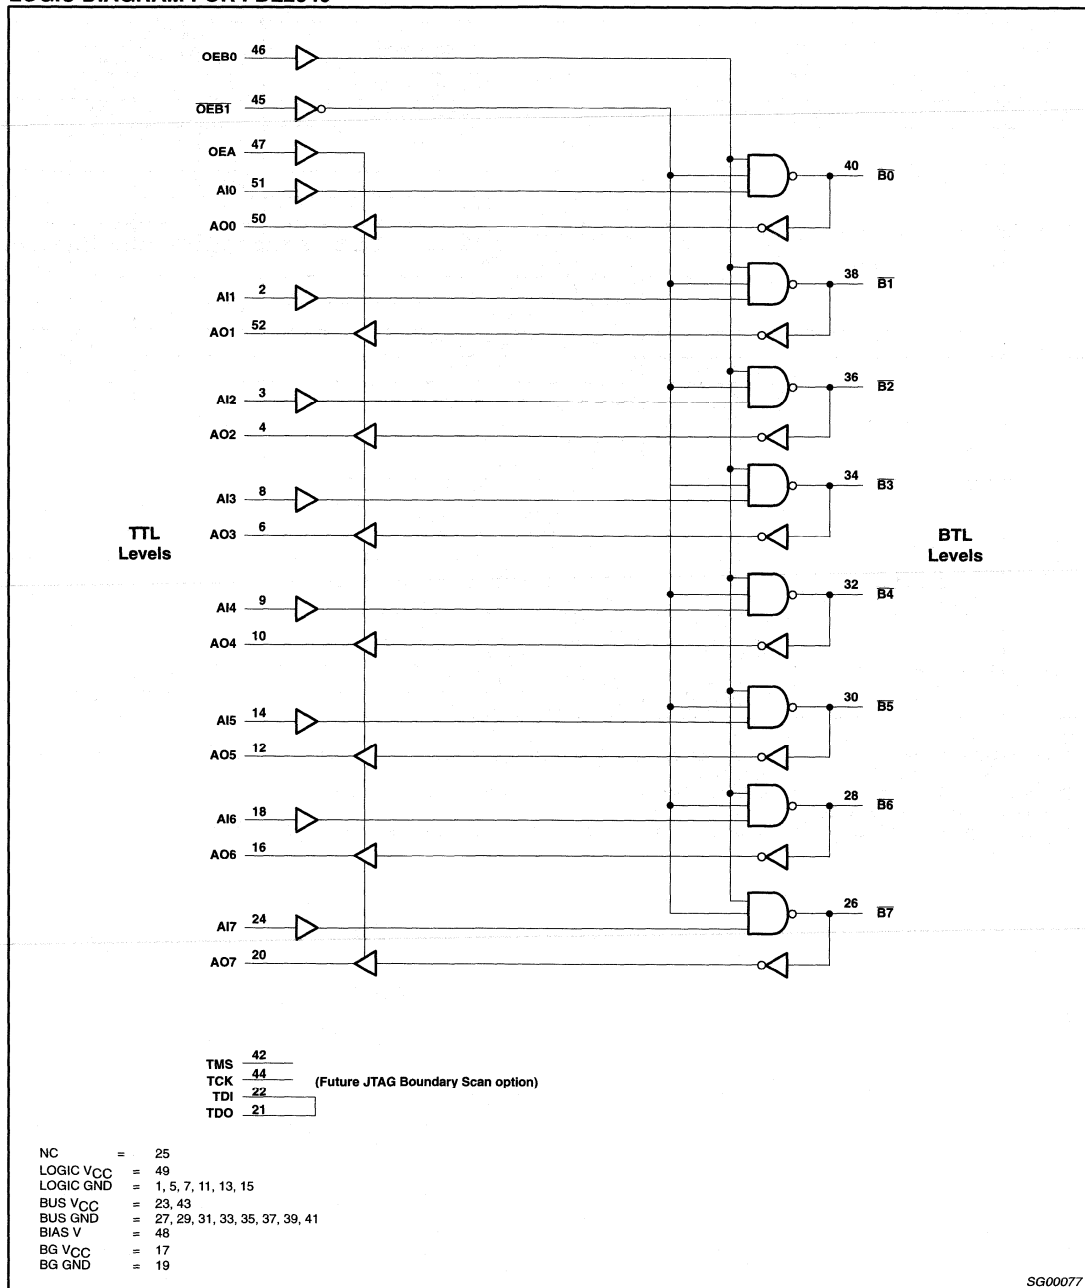 OEB0 46
OEB1 45
OEA 47
AI0 51
40 B0
AO0 50
38 B1
AI1 2
AO1 52
36 B2
AI2 3
AO2 4
34 B3
AI3 8
AO3 6
TTL
Levels
BTL
Levels
32 B4
AI4 9
AO4 10
30 B5
AI5 14
AO5 12
28 B6
AI6 18
AO6 16
26 B7
AI7 24
AO7 20
TMS 42
TCK 44
(Future JTAG Boundary Scan option)
TDI 22
TDO 21
NC = 25
LOGIC VCC = 49
LOGIC GND = 1, 5, 7, 11, 13, 15
BUS VCC = 23, 43
BUS GND = 27, 29, 31, 33, 35, 37, 39, 41
BIAS V = 48
BG VCC = 17
BG GND = 19
SG00077